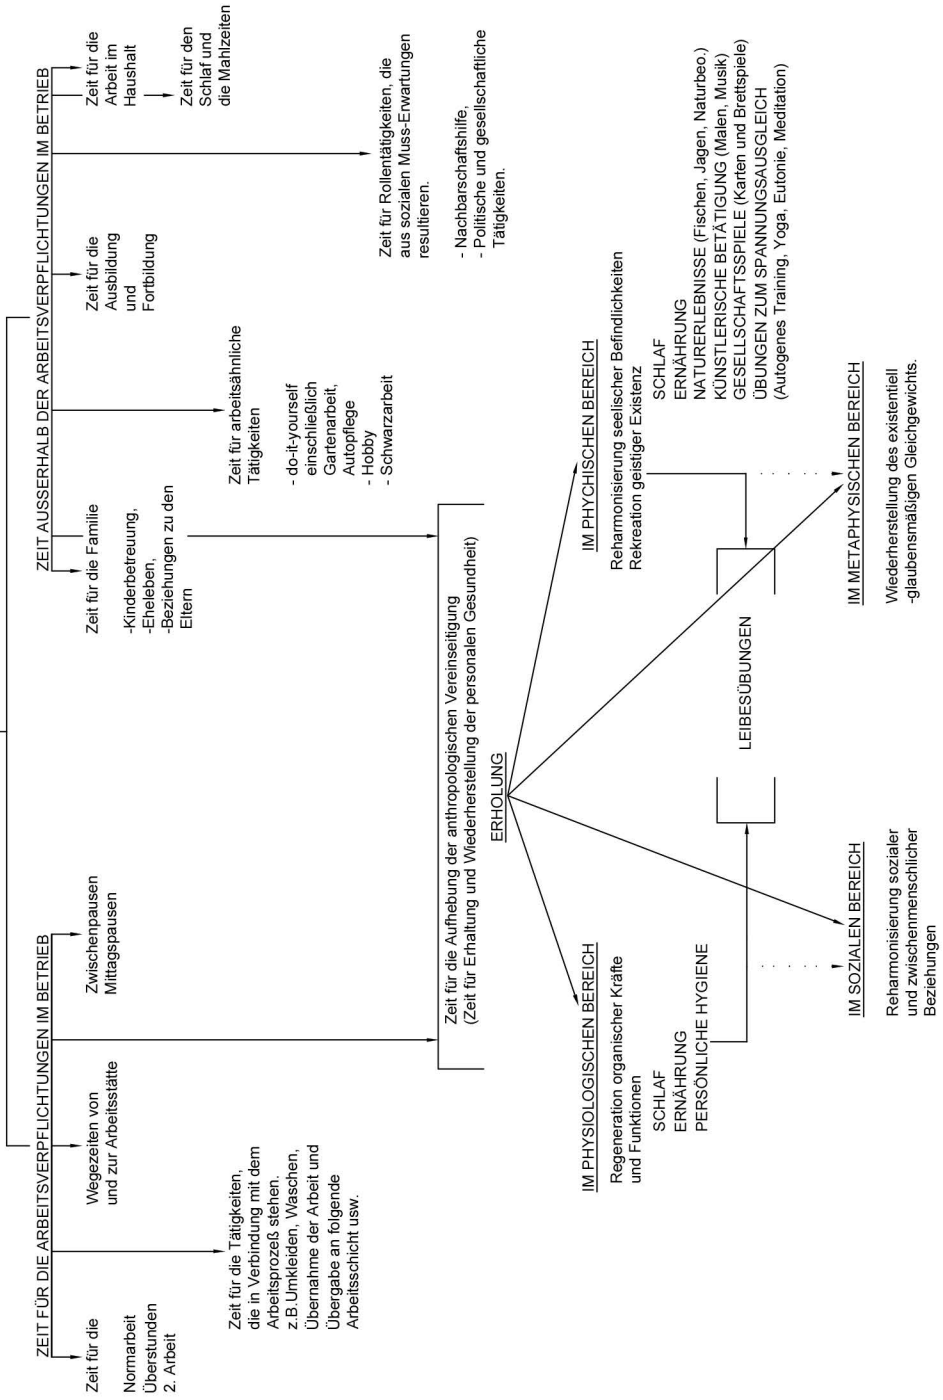 ZEIT FÜR DIE ARBEITSVERPFLICHTUNGEN IM BETRIEB
Zeit für die
Normarbeit
Überstunden
2. Arbeit
Zeit für die Tätigkeiten,
die in Verbindung mit dem
Arbeitsprozeß stehen.
z.B.Umkleiden, Waschen,
Übernahme der Arbeit und
Übergabe an folgende
Arbeitsschicht usw.
Wegezeiten von
und zur Arbeitsstätte
Zwischenpausen
Mittagspausen
ZEIT AUSSERHALB DER ARBEITSVERPFLICHTUNGEN IM BETRIEB
Zeit für die Familie
-Kinderbetreuung,
-Eheleben,
-Beziehungen zu den
Eltern
Zeit für arbeitsähnliche
Tätigkeiten
- do-it-yourself
einschließlich
Gartenarbeit,
Autopflege
- Hobby
- Schwarzarbeit
Zeit für die
Ausbildung
und
Fortbildung
Zeit für Rollentätigkeiten, die
aus sozialen Muss-Erwartungen
resultieren.
- Nachbarschaftshilfe,
- Politische und gesellschaftliche
Tätigkeiten.
Zeit für die
Arbeit im
Haushalt
Zeit für den
Schlaf und
die Mahlzeiten
Zeit für die Aufhebung der anthropologischen Vereinseitigung
(Zeit für Erhaltung und Wiederherstellung der personalen Gesundheit)
ERHOLUNG
IM PHYSIOLOGISCHEN BEREICH
Regeneration organischer Kräfte
und Funktionen
SCHLAF
ERNÄHRUNG
PERSÖNLICHE HYGIENE
IM PHYCHISCHEN BEREICH
Reharmonisierung seelischer Befindlichkeiten
Rekreation geistiger Existenz
SCHLAF
ERNÄHRUNG
NATURERLEBNISSE (Fischen, Jagen, Naturbeo.)
KÜNSTLERISCHE BETÄTIGUNG (Malen, Musik)
GESELLSCHAFTSSPIELE (Karten und Brettspiele)
ÜBUNGEN ZUM SPANNUNGSAUSGLEICH
(Autogenes Training, Yoga, Eutonie, Meditation)
LEIBESÜBUNGEN
IM SOZIALEN BEREICH
Reharmonisierung sozialer
und zwischenmenschlicher
Beziehungen
IM METAPHYSISCHEN BEREICH
Wiederherstellung des existentiell
-glaubensmäßigen Gleichgewichts.